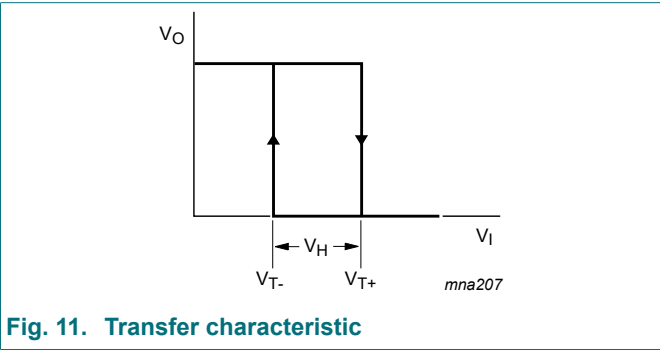 VO
VH
VI
VT-
VT+
mna207
Fig. 11. Transfer characteristic